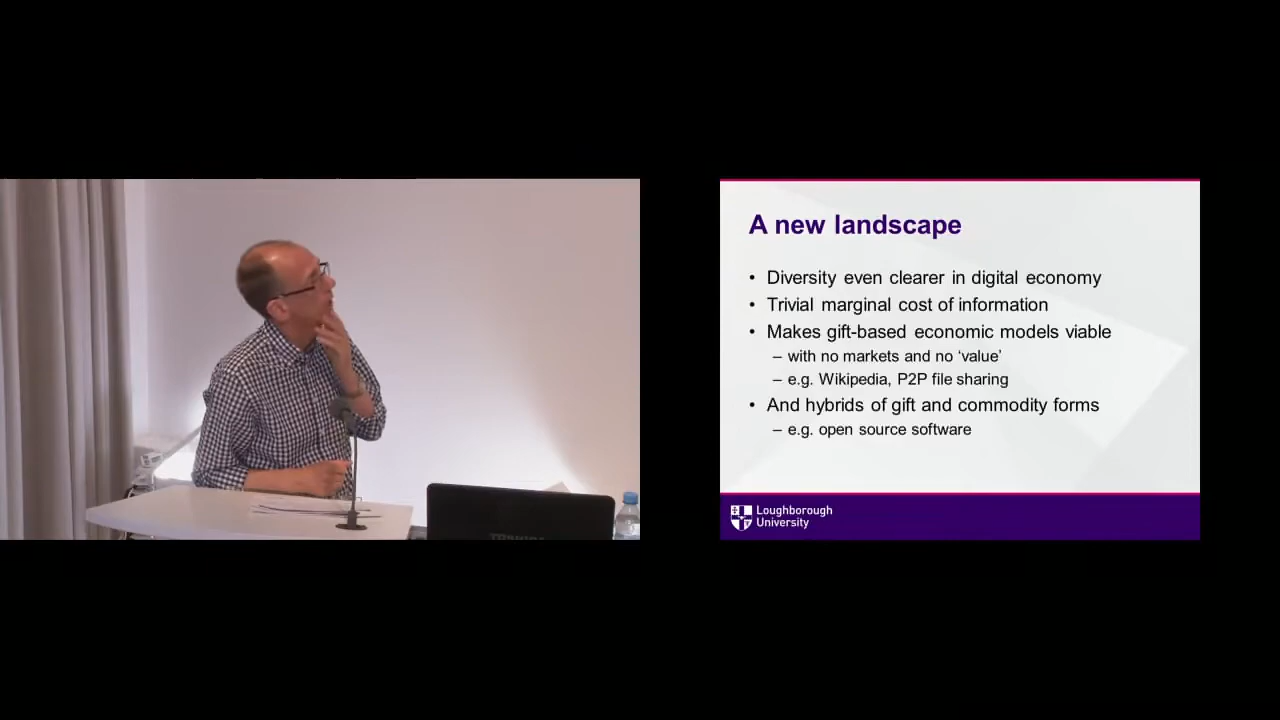 A new landscape
• Diversity even clearer in digital economy
• Trivial marginal cost of information
• Makes gift-based economic models viable
– with no markets and no ‘value’
– e.g. Wikipedia, P2P file sharing
• And hybrids of gift and commodity forms
– e.g. open source software
Loughborough
University
TOSHIBA